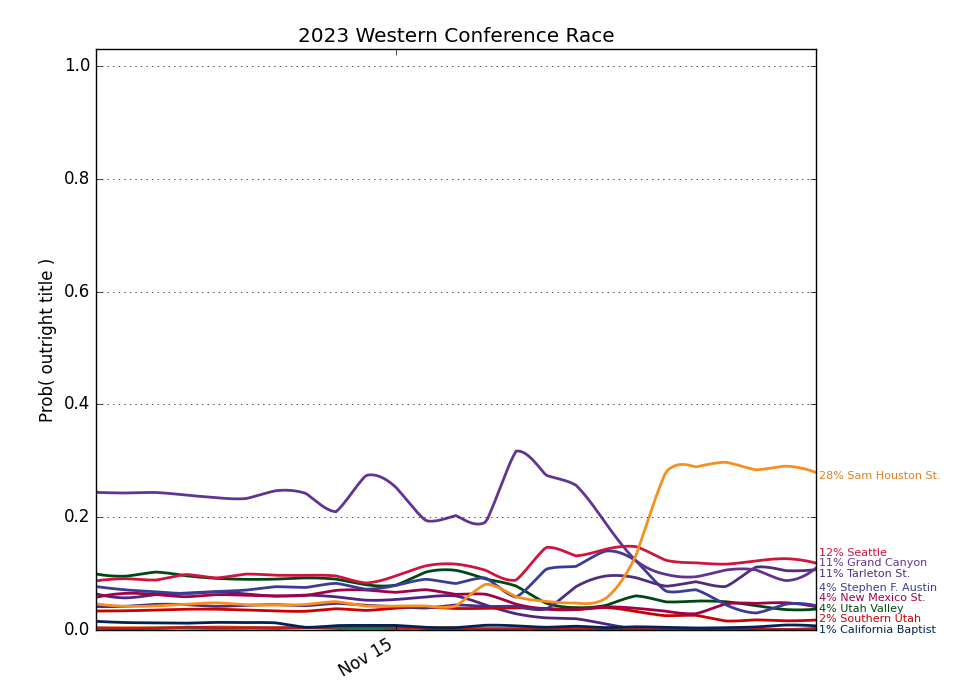 2023 Western Conference Race
Prob( outright title )
1.0
0.8
0.6
0.4
0.2
0.0
Nov 15
28% Sam Houston St.
12% Seattle
11% Grand Canyon
11% Tarleton St.
4% Stephen F. Austin
4% New Mexico St.
4% Utah Valley
2% Southern Utah
1% California Baptist